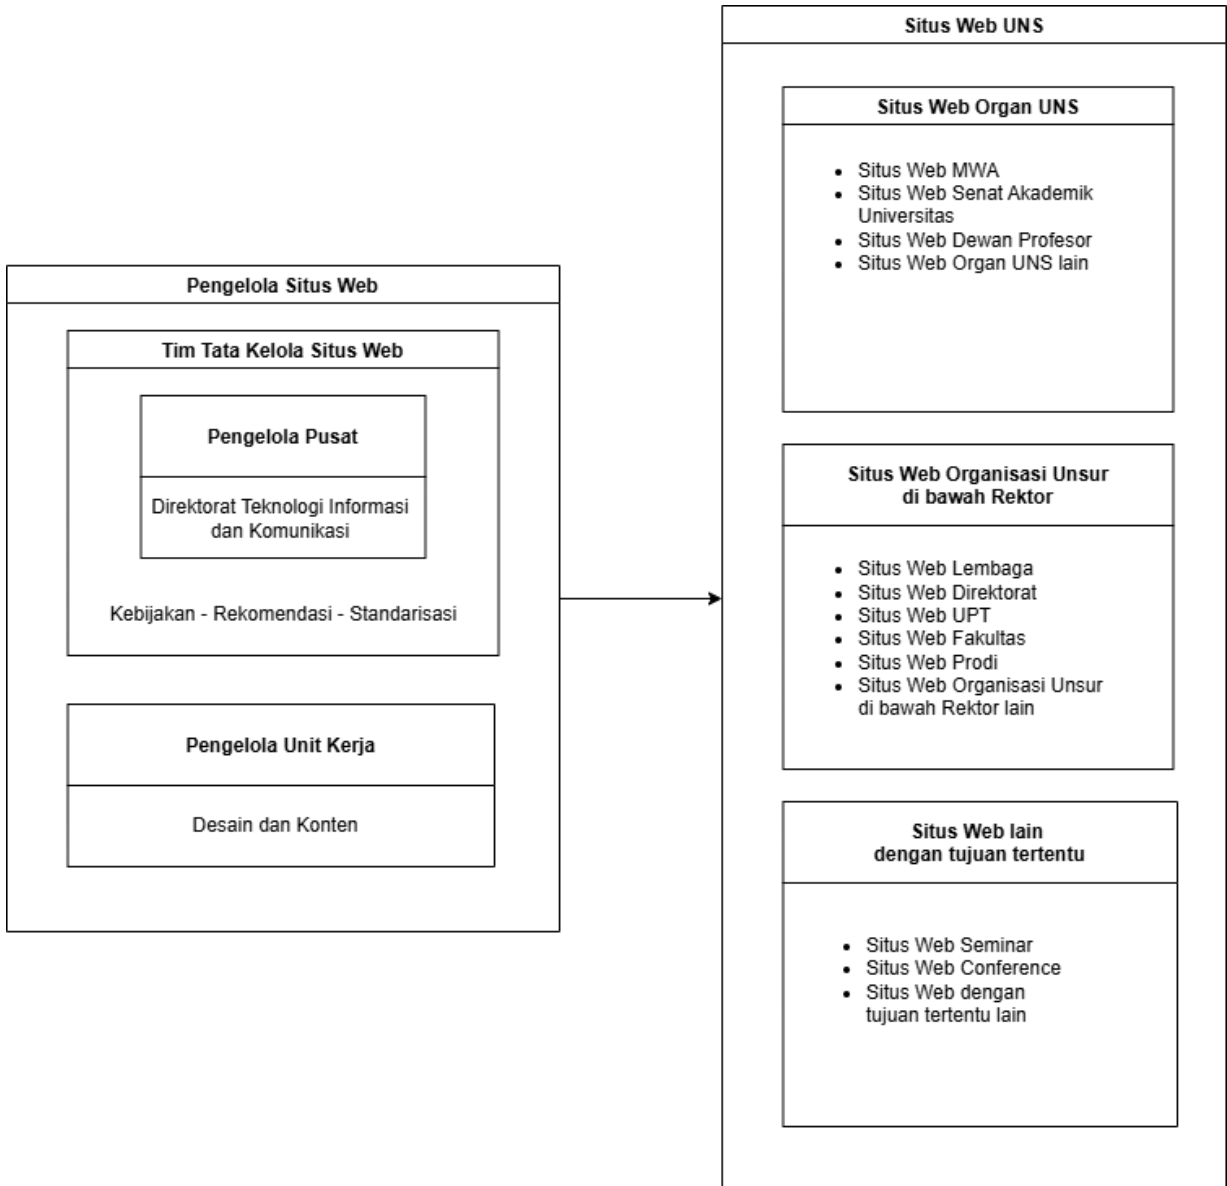 Pengelola Situs Web
Tim Tata Kelola Situs Web
Pengelola Pusat
Direktorat Teknologi Informasi
dan Komunikasi
Kebijakan - Rekomendasi - Standarisasi
Pengelola Unit Kerja
Desain dan Konten
Situs Web UNS
Situs Web Organ UNS
• Situs Web MWA
• Situs Web Senat Akademik
Universitas
• Situs Web Dewan Profesor
• Situs Web Organ UNS lain
Situs Web Organisasi Unsur
di bawah Rektor
• Situs Web Lembaga
• Situs Web Direktorat
• Situs Web UPT
• Situs Web Fakultas
• Situs Web Prodi
• Situs Web Organisasi Unsur
di bawah Rektor lain
Situs Web lain
dengan tujuan tertentu
• Situs Web Seminar
• Situs Web Conference
• Situs Web dengan
tujuan tertentu lain